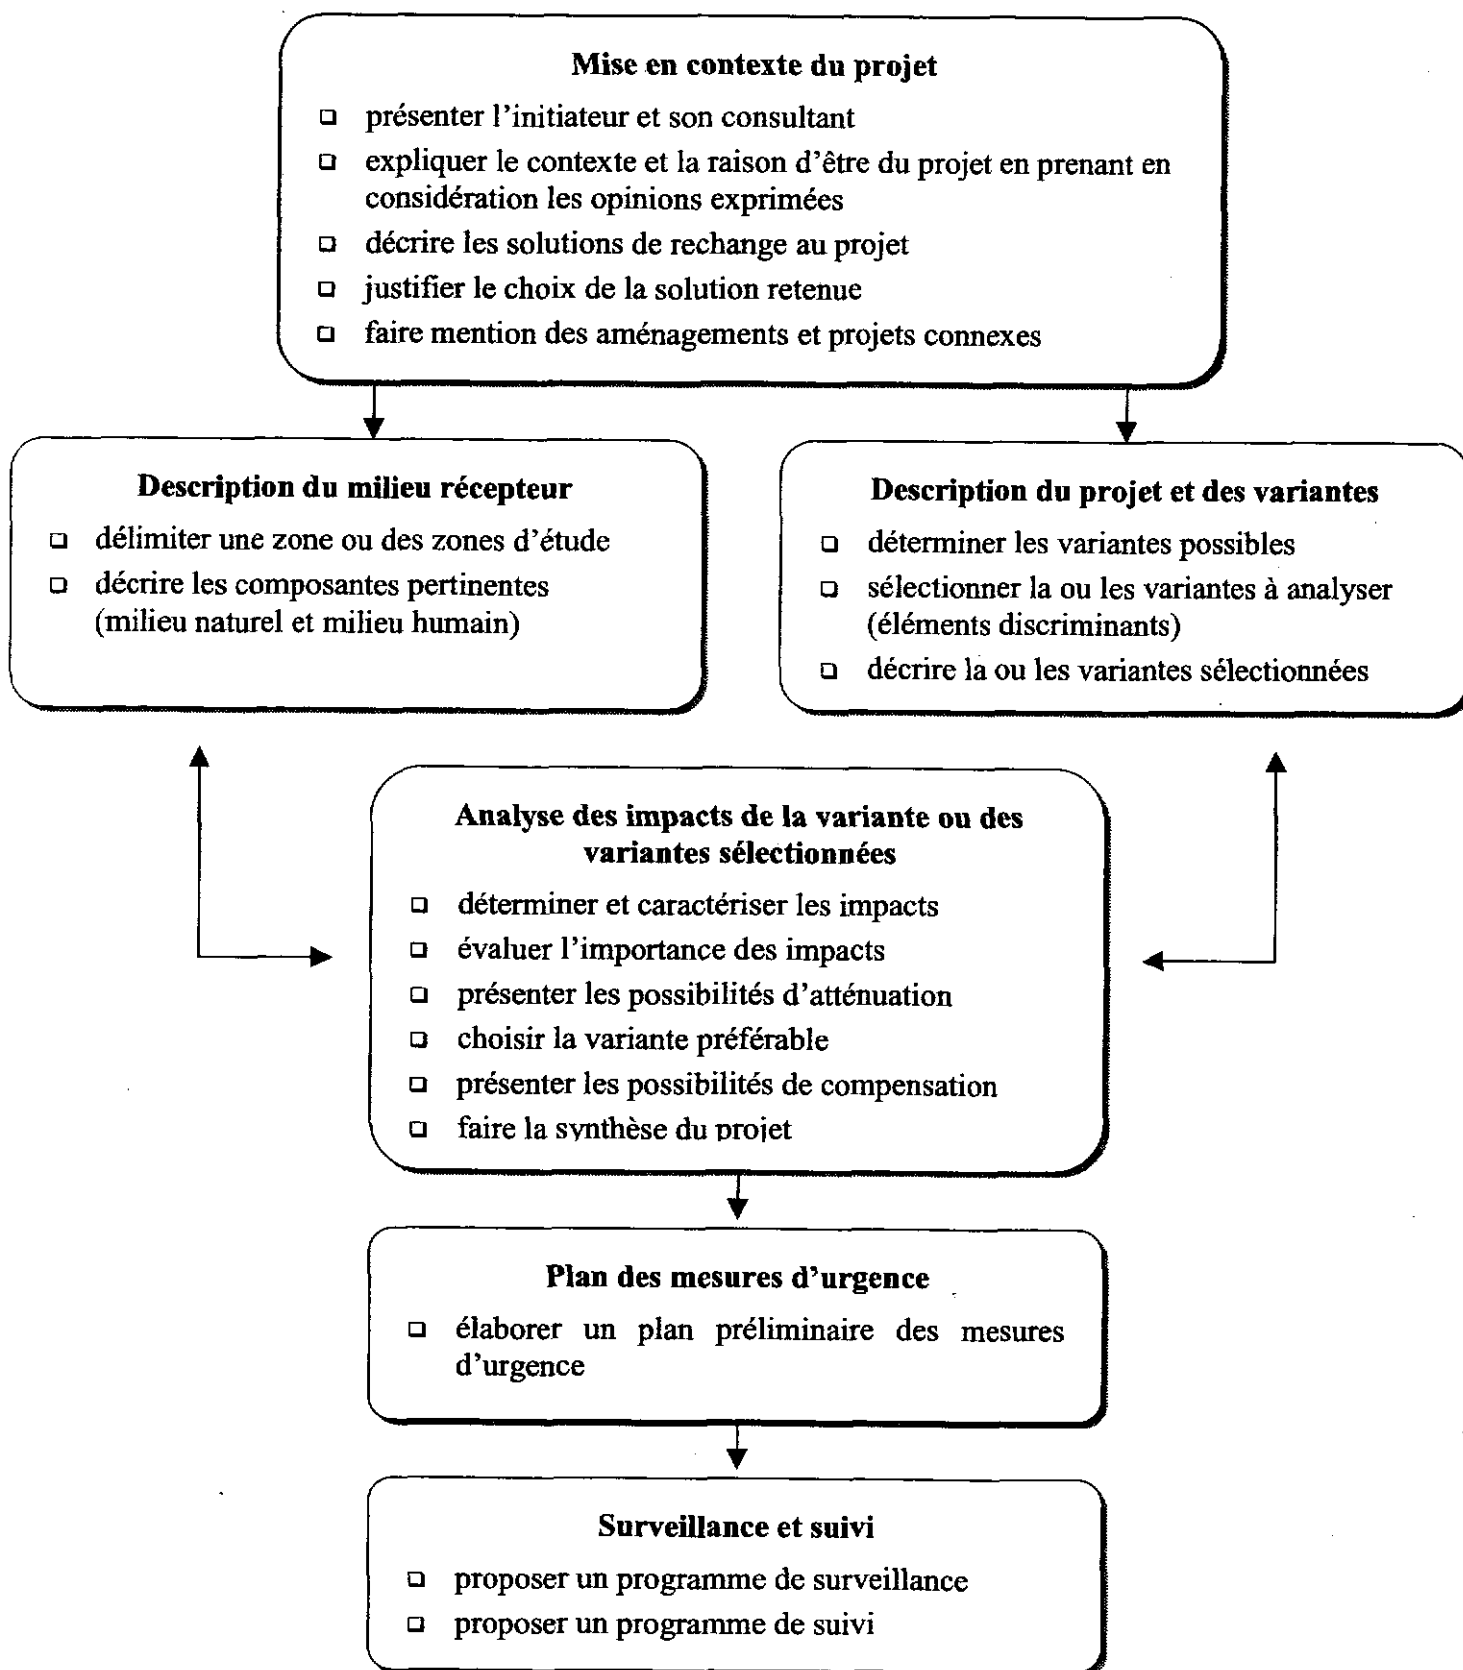 Mise en contexte du projet
❑ présenter l'initiateur et son consultant
❑ expliquer le contexte et la raison d'être du projet en prenant en
considération les opinions exprimées
❑ décrire les solutions de rechange au projet
❑ justifier le choix de la solution retenue
❑ faire mention des aménagements et projets connexes
Description du milieu récepteur
❑ délimiter une zone ou des zones d'étude
❑ décrire les composantes pertinentes
(milieu naturel et milieu humain)
Description du projet et des variantes
❑ déterminer les variantes possibles
❑ sélectionner la ou les variantes à analyser
(éléments discriminants)
❑ décrire la ou les variantes sélectionnées
Analyse des impacts de la variante ou des
variantes sélectionnées
❑ déterminer et caractériser les impacts
❑ évaluer l'importance des impacts
❑ présenter les possibilités d'atténuation
❑ choisir la variante préférable
❑ présenter les possibilités de compensation
❑ faire la synthèse du projet
Plan des mesures d'urgence
❑ élaborer un plan préliminaire des mesures
d'urgence
Surveillance et suivi
❑ proposer un programme de surveillance
❑ proposer un programme de suivi